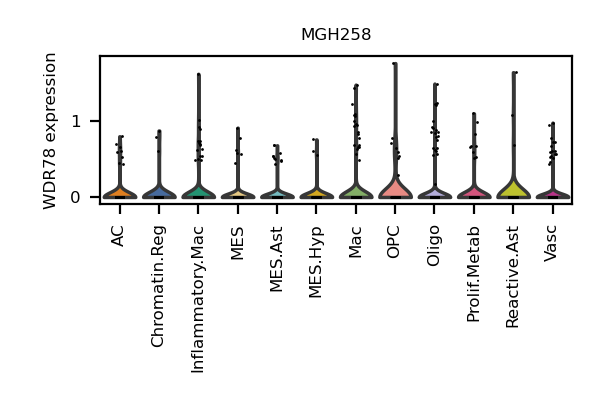 MGH258
WDR78 expression
1
0
AC
Chromatin.Reg
Inflammatory.Mac
MES
MES.Ast
MES.Hyp
Mac
OPC
Oligo
Prolif.Metab
Reactive.Ast
Vasc